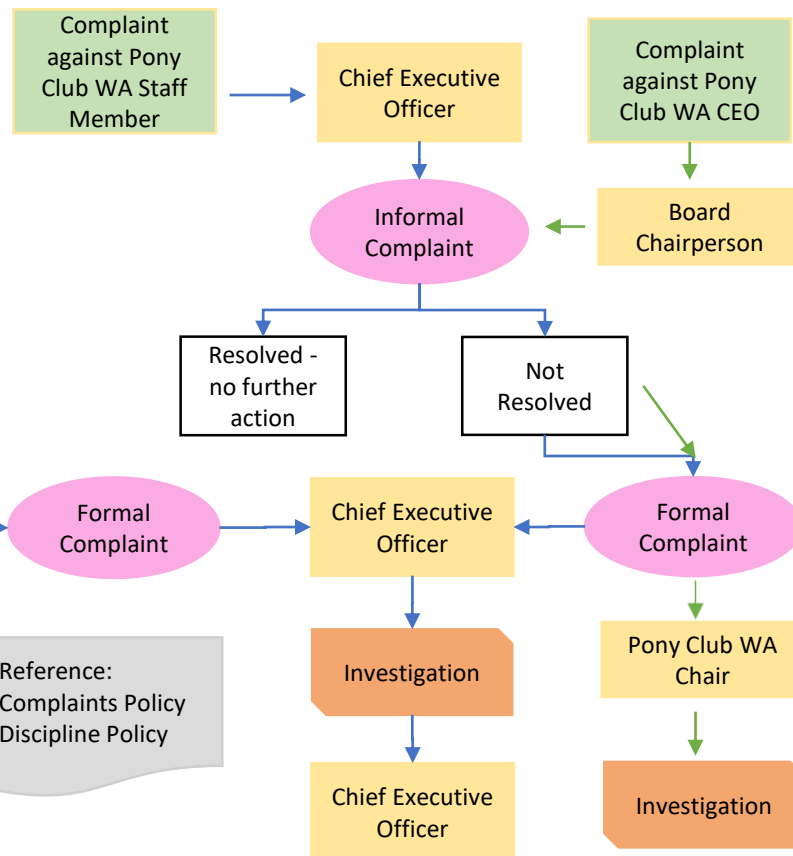 Complaint
against Pony
Club WA Staff
Member
Chief Executive
Officer
Complaint
against Pony
Club WA CEO
Informal
Complaint
Board
Chairperson
Resolved -
no further
action
Not
Resolved
Formal
Complaint
Chief Executive
Officer
Formal
Complaint
Reference:
Complaints Policy
Discipline Policy
Investigation
Pony Club WA
Chair
Chief Executive
Officer
Investigation